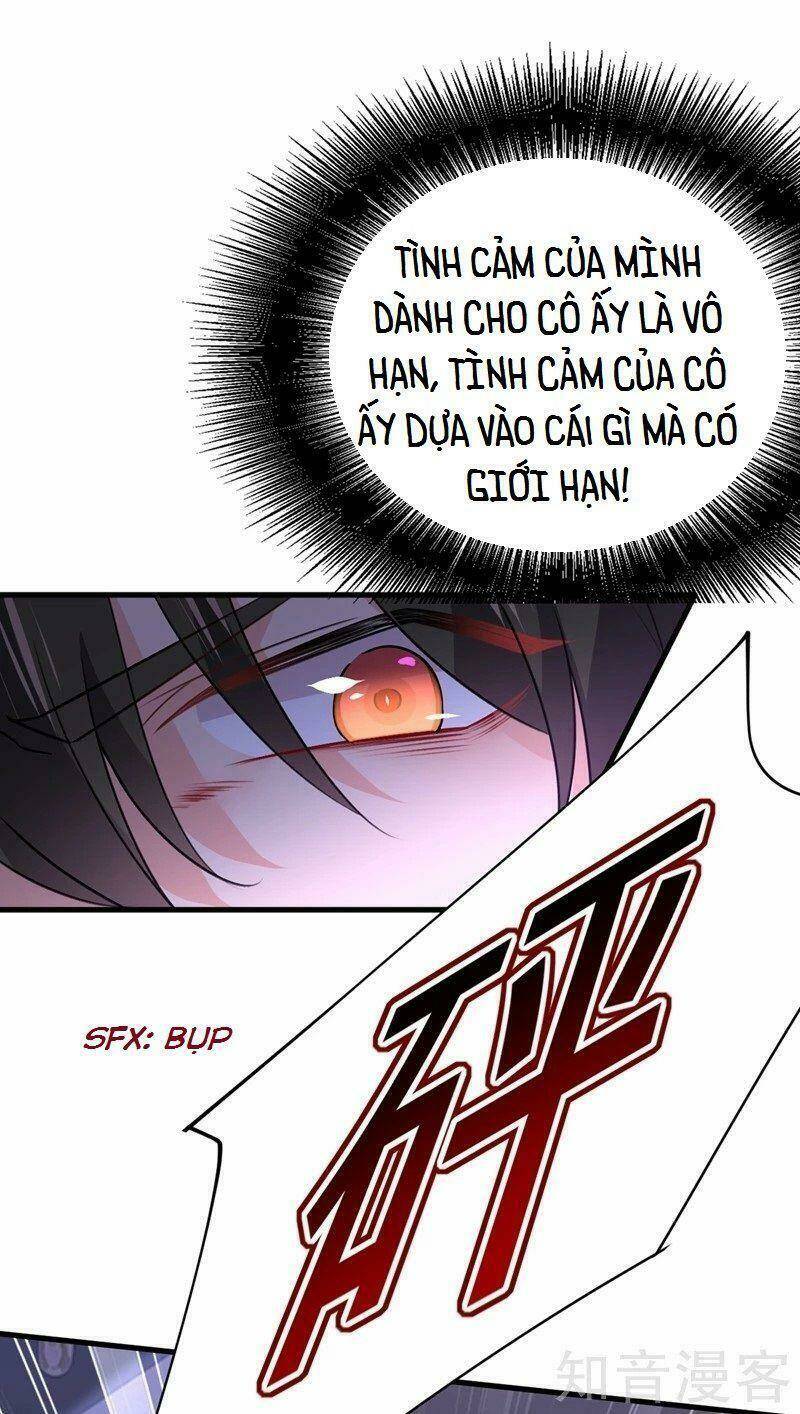 TÌNH CẢM CỦA MÌNH
DÀNH CHO CÔ ẤY LÀ VÔ
HẠN, TÌNH CẢM CỦA CÔ
ẤY DỰA VÀO CÁI GÌ MÀ CÓ
GIỚI HẠN!
SFX: BỤP
砰
知音漫客